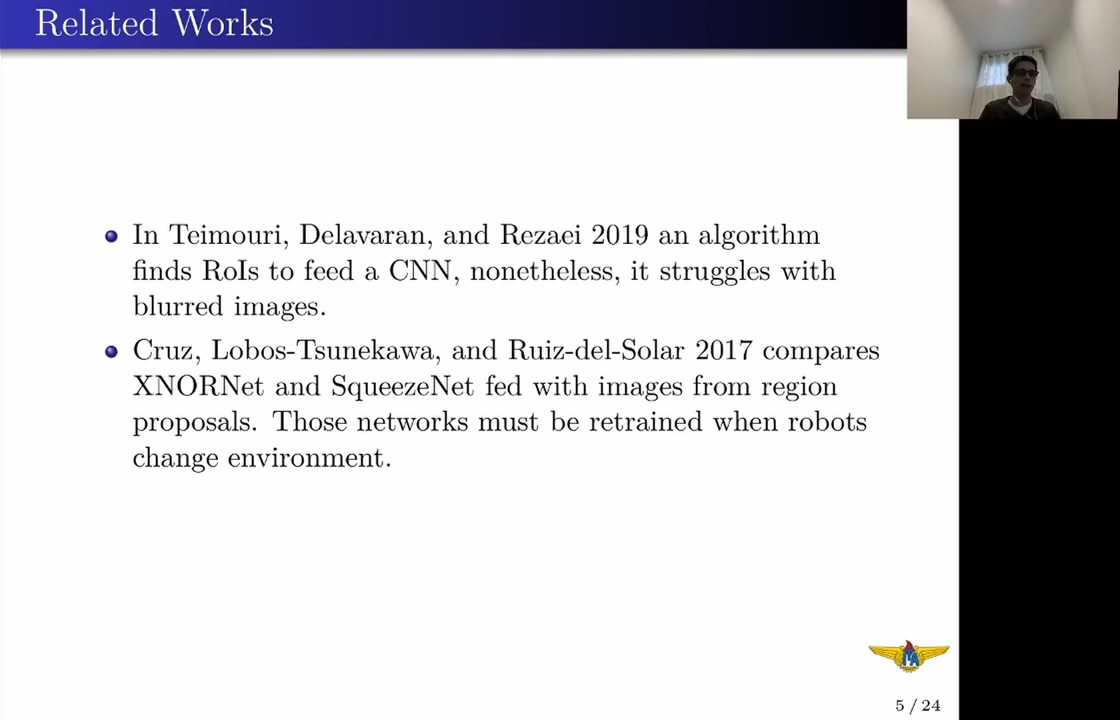 Related Works
In Teimouri, Delavaran, and Rezaei 2019 an algorithm
finds RoIs to feed a CNN, nonetheless, it struggles with
blurred images.
Cruz, Lobos-Tsunekawa, and Ruiz-del-Solar 2017 compares
XNORNet and SqueezeNet fed with images from region
proposals. Those networks must be retrained when robots
change environment.
ITA
5 / 24